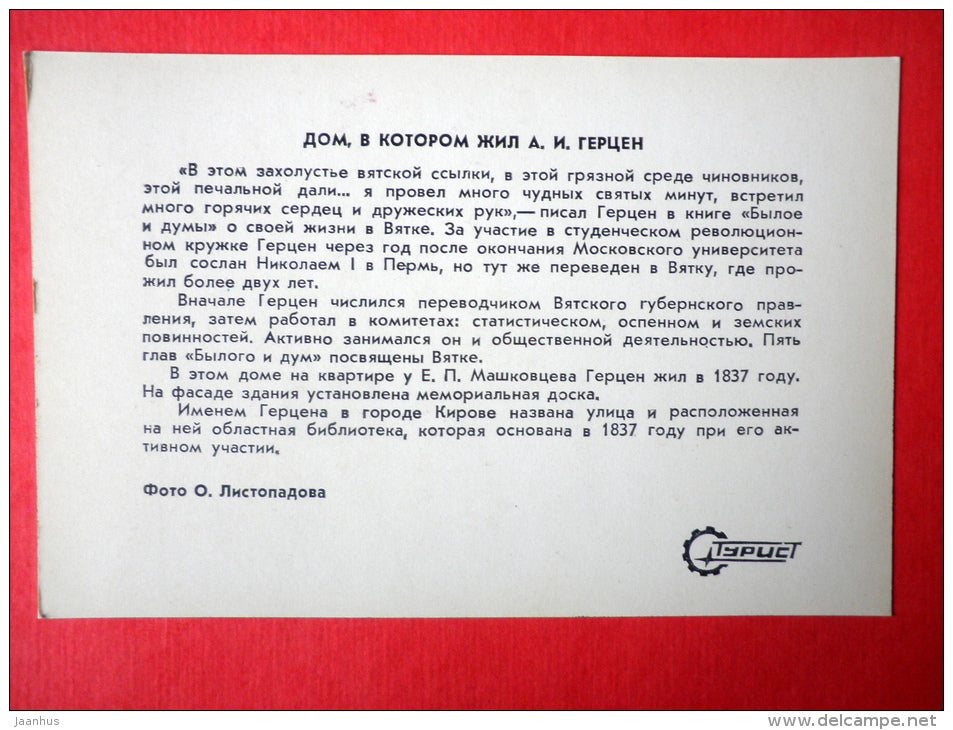 ДОМ, В КОТОРОМ ЖИЛ А. И. ГЕРЦЕН
«В этом захолустье вятской ссылки, в этой грязной среде чиновников,
этой печальной дали... я провел много чудных святых минут, встретил
много горячих сердец и дружеских рук»,— писал Герцен в книге «Былое
и думы» о своей жизни в Вятке. За участие в студенческом революцион-
ном кружке Герцен через год после окончания Московского университета
был сослан Николаем I в Пермь, но тут же переведен в Вятку, где про-
жил более двух лет.
Вначале Герцен числился переводчиком Вятского губернского прав-
ления, затем работал в комитетах: статистическом, оспенном и земских
повинностей. Активно занимался он и общественной деятельностью. Пять
глав «Былого и дум» посвящены Вятке.
В этом доме на квартире у Е. П. Машковцева Герцен жил в 1837 году.
На фасаде здания установлена мемориальная доска.
Именем Герцена в городе Кирове названа улица и расположенная
на ней областная библиотека, которая основана в 1837 году при его ак-
тивном участии.
Фото О. Листопадова
ТУРИСТ
Jaanhus
www.delcampe.net